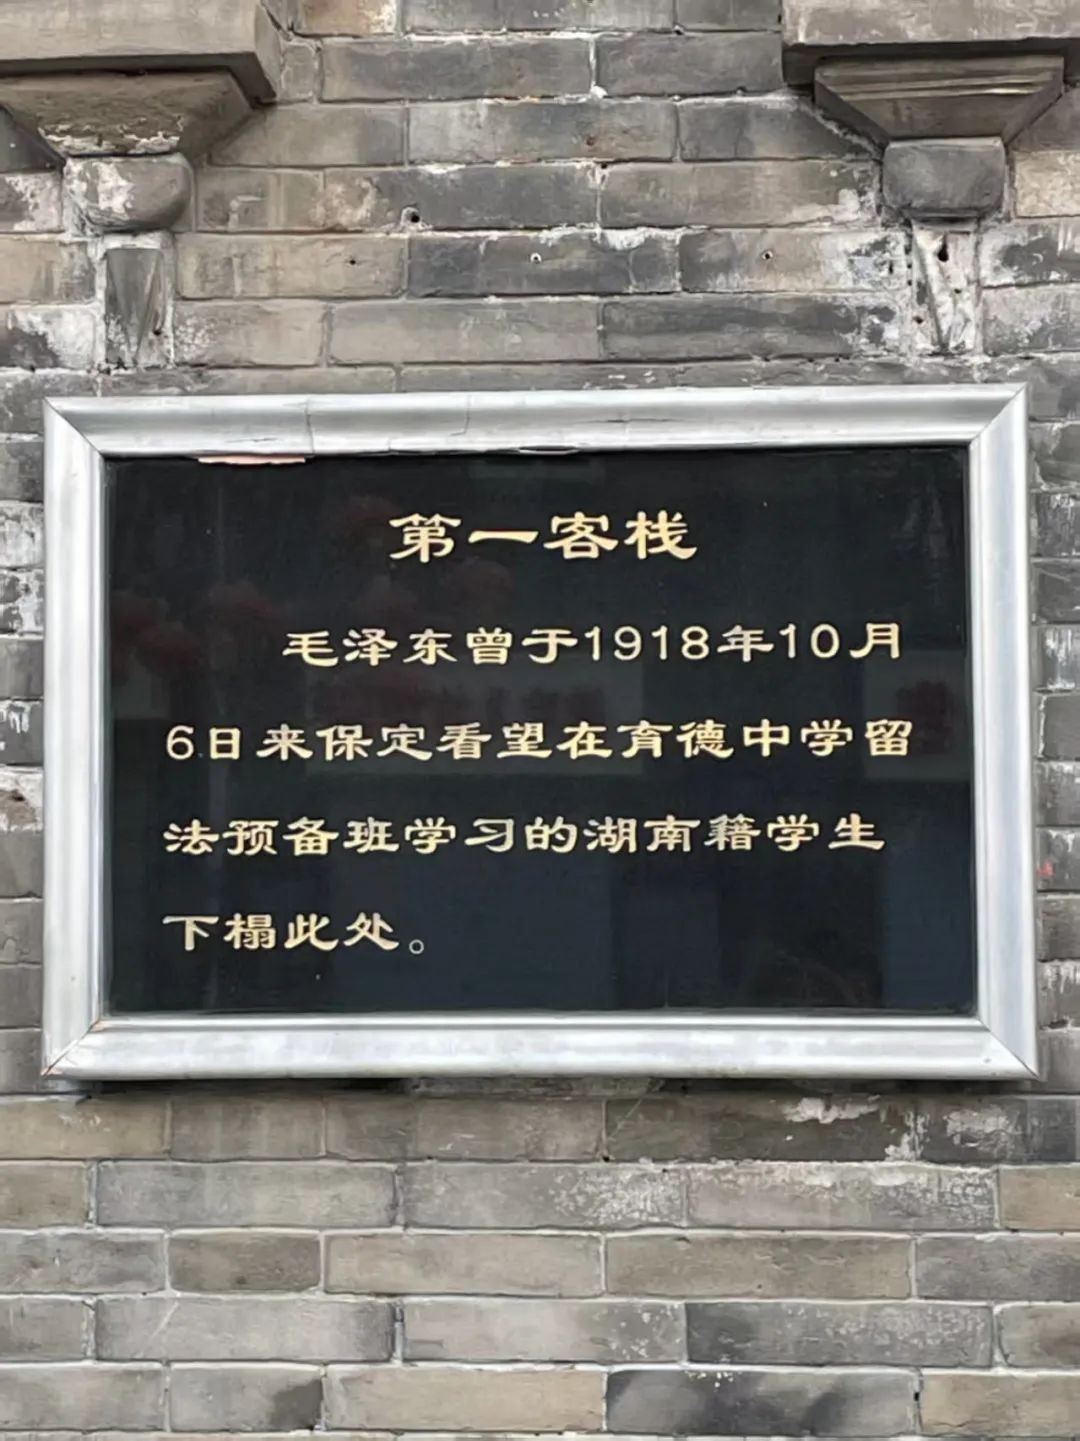 第一客栈
毛泽东曾于1918年10月
6日来保定看望在育德中学留
法预备班学习的湖南籍学生
下榻此处。